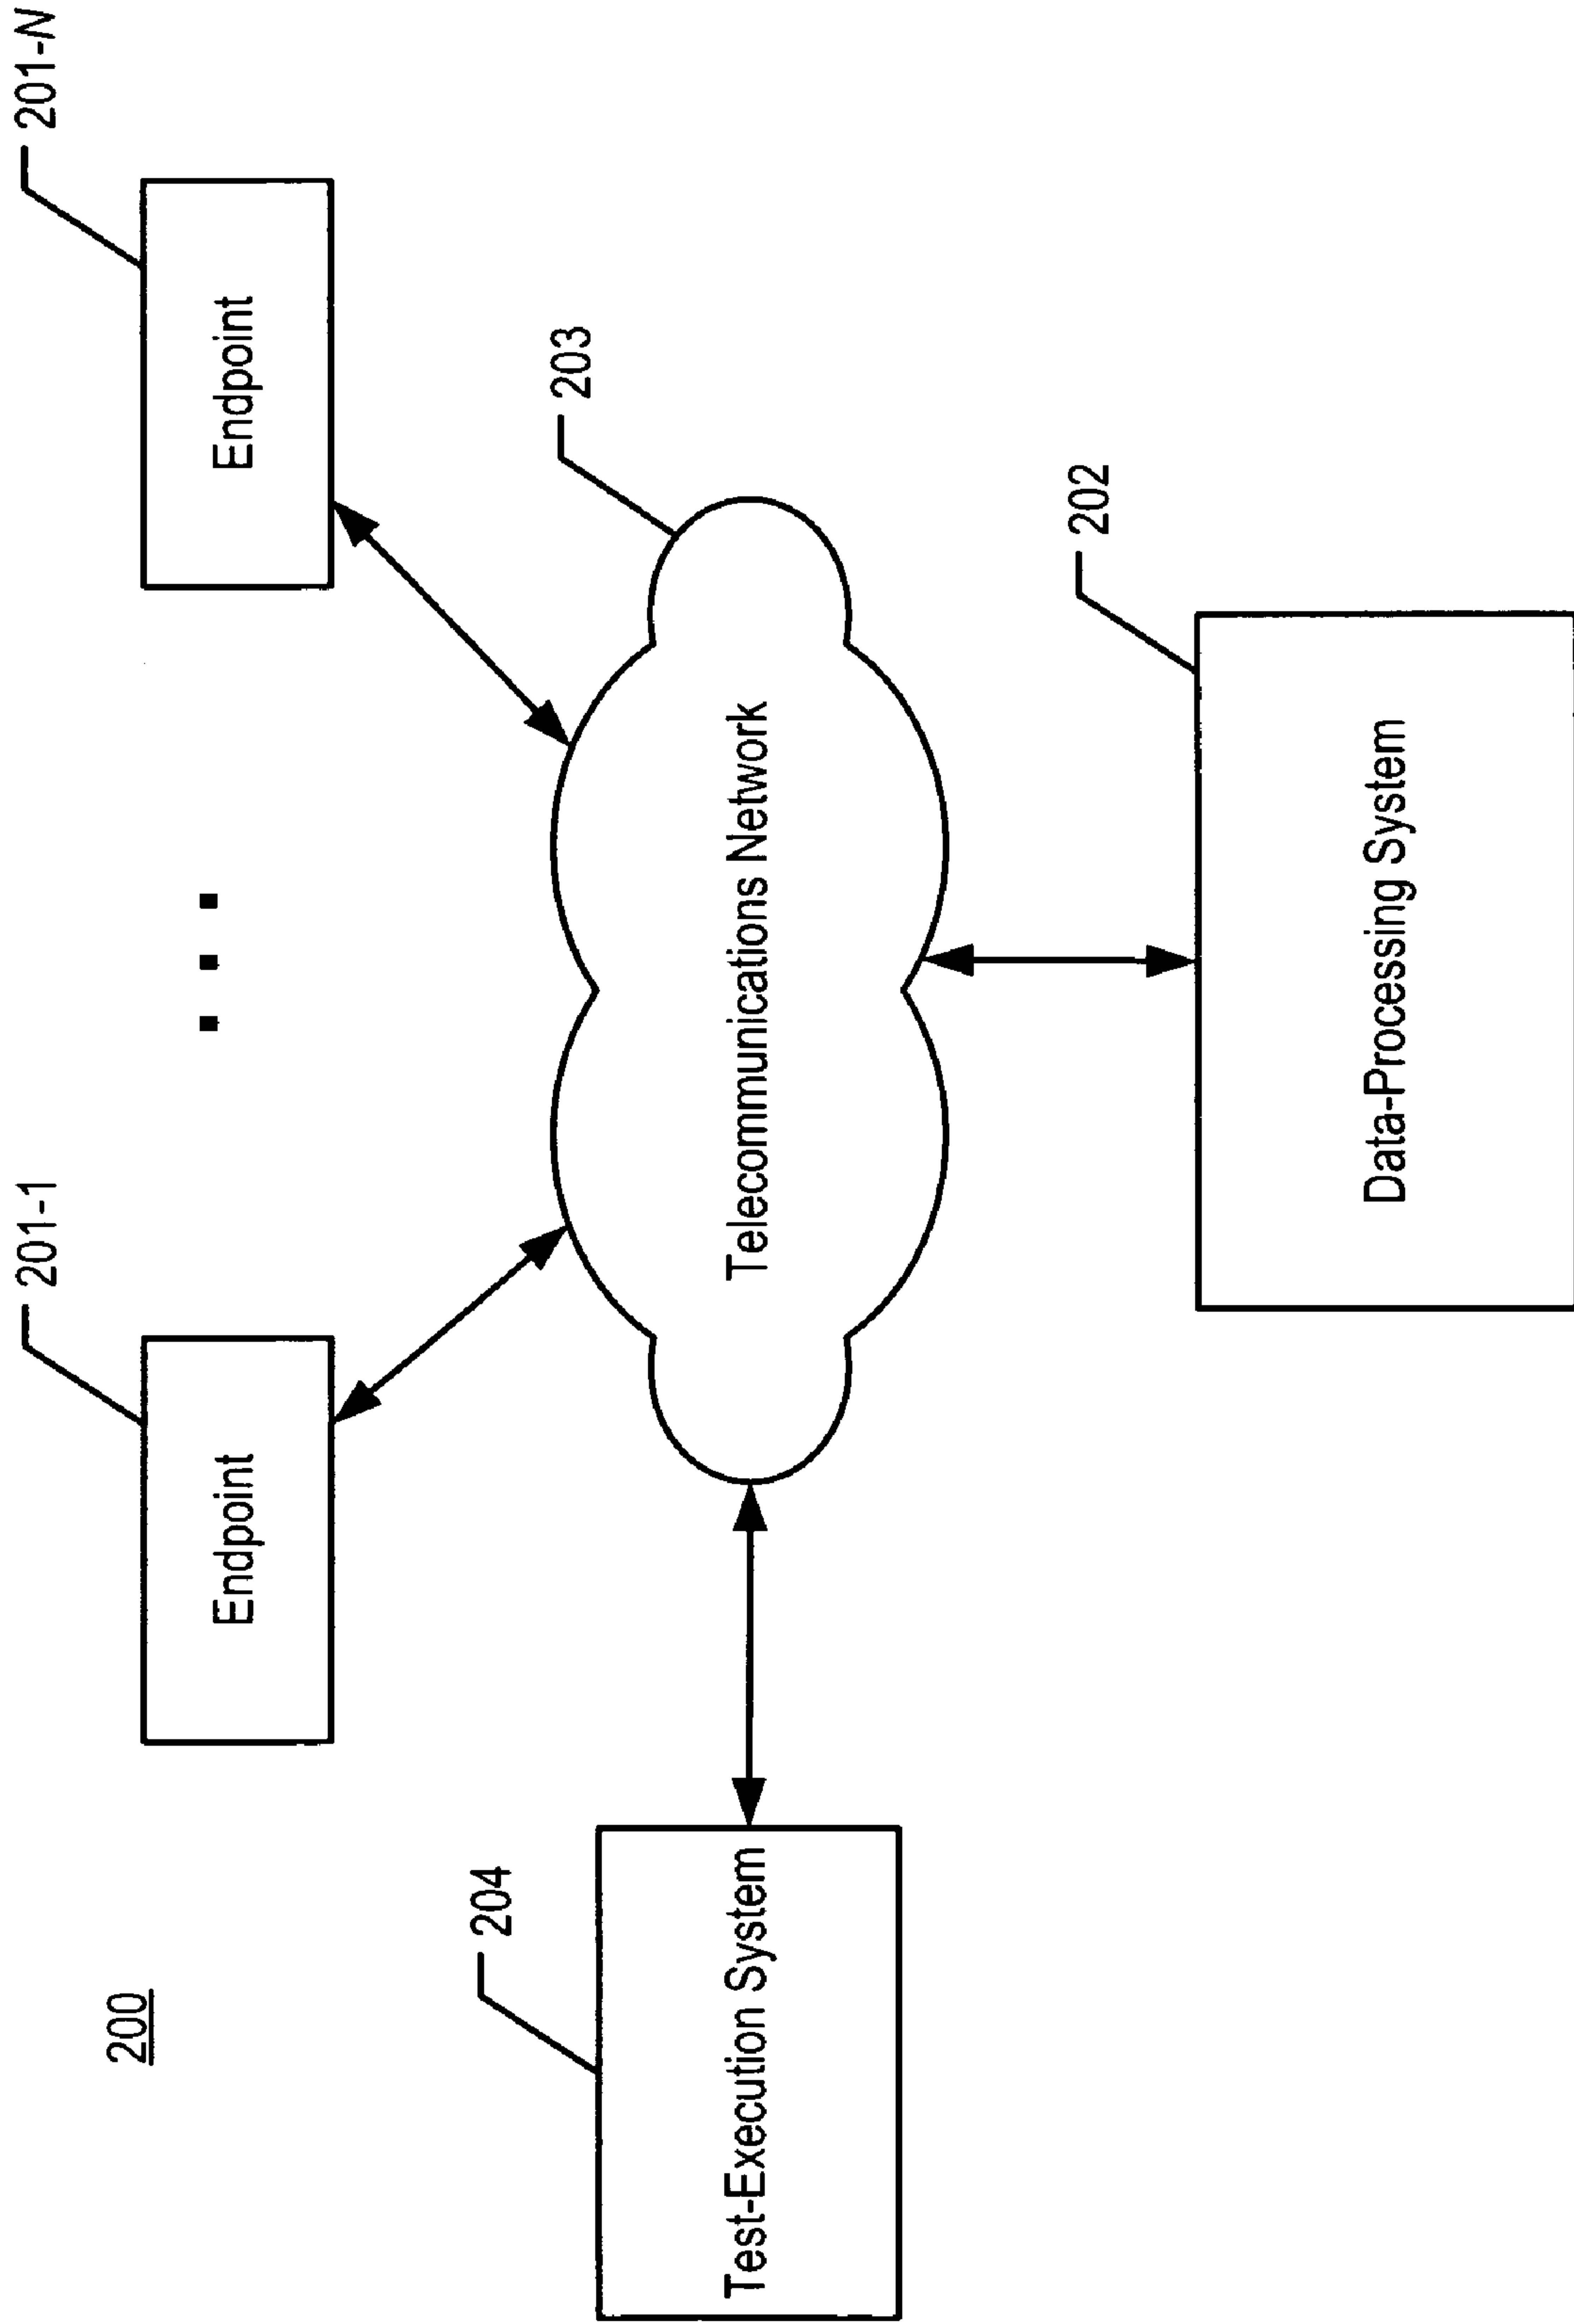 200
201-1
201-N
Endpoint
Endpoint
204
203
Test-Execution System
Telecommunications Network
202
Data-Processing System